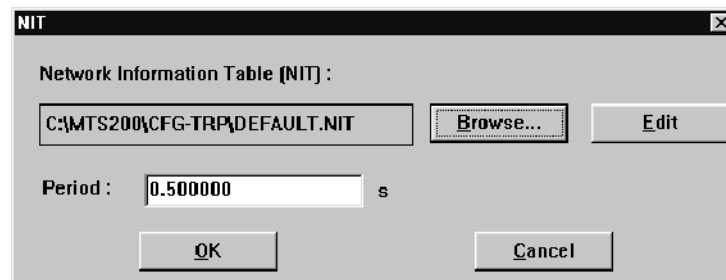 NIT
Network Information Table (NIT) :
C:\MTS200\CFG-TRP\DEFAULT.NIT Browse... Edit
Period : 0.500000 s
OK Cancel